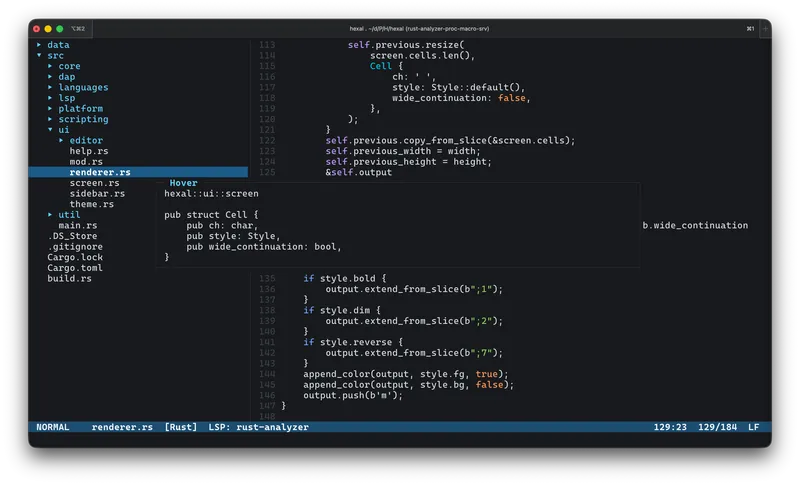 ⌥⌘2
hexal . ~/d/P/H/hexal (rust-analyzer-proc-macro-srv)
⌘1
+
▸ data
▾ src
▸ core
▸ dap
▸ languages
▸ lsp
▸ platform
▸ scripting
▾ ui
▸ editor
help.rs
mod.rs
renderer.rs
screen.rs
sidebar.rs
theme.rs
▸ util
main.rs
.DS_Store
.gitignore
Cargo.lock
Cargo.toml
build.rs
113 self.previous.resize(
114 screen.cells.len(),
115 Cell {
116 ch: ' ',
117 style: Style::default(),
118 wide_continuation: false,
119 },
120 );
121 }
122 self.previous.copy_from_slice(&screen.cells);
123 self.previous_width = width;
124 self.previous_height = height;
125 &self.output
Hover
hexal::ui::screen
pub struct Cell {
pub ch: char,
pub style: Style,
pub wide_continuation: bool,
}
b.wide_continuation
135 if style.bold {
136 output.extend_from_slice(b";1");
137 }
138 if style.dim {
139 output.extend_from_slice(b";2");
140 }
141 if style.reverse {
142 output.extend_from_slice(b";7");
143 }
144 append_color(output, style.fg, true);
145 append_color(output, style.bg, false);
146 output.push(b'm');
147 }
148
NORMAL renderer.rs [Rust] LSP: rust-analyzer 129:23 129/184 LF